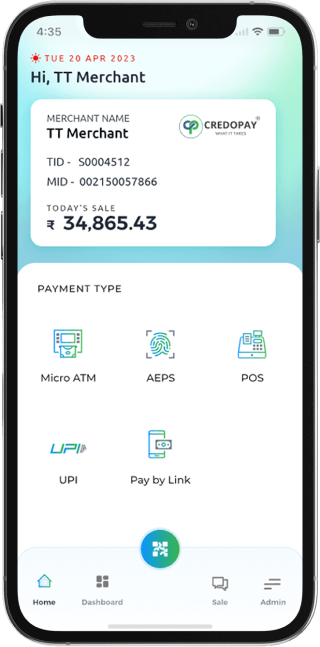 4:35
TUE 20 APR 2023
Hi, TT Merchant
MERCHANT NAME
TT Merchant
CREDOPAY
WHAT IT TAKES
TID - S0004512
MID - 002150057866
TODAY'S SALE
₹ 34,865.43
PAYMENT TYPE
Micro ATM
AEPS
POS
UPI
UPI
Pay by Link
Home
Dashboard
Sale
Admin